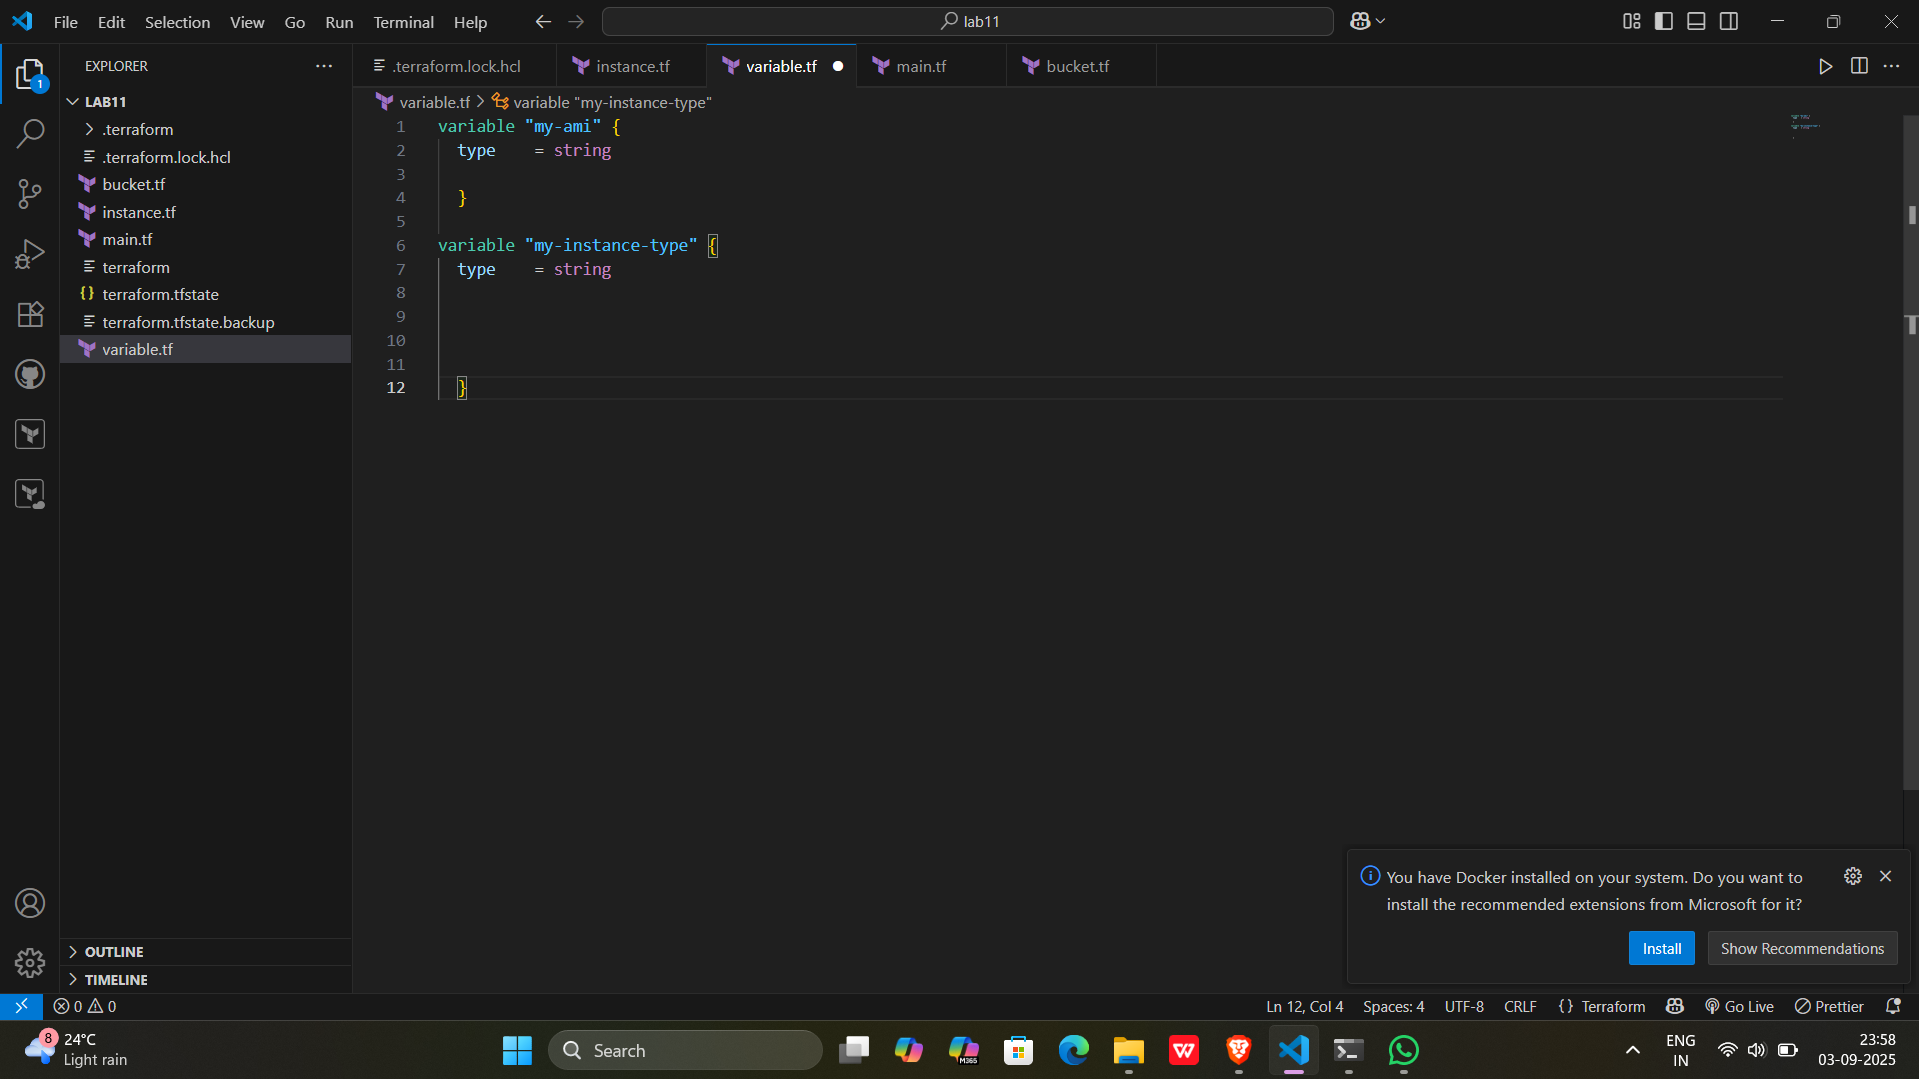 File Edit Selection View Go Run Terminal Help
lab11
EXPLORER
LAB11
.terraform
.terraform.lock.hcl
bucket.tf
instance.tf
main.tf
terraform
terraform.tfstate
terraform.tfstate.backup
variable.tf
OUTLINE
TIMELINE
.terraform.lock.hcl instance.tf variable.tf main.tf bucket.tf
variable.tf > variable "my-instance-type"
1 variable "my-ami" {
2 type = string
3
4 }
5
6 variable "my-instance-type" {
7 type = string
8
9
10
11
12 }
You have Docker installed on your system. Do you want to
install the recommended extensions from Microsoft for it?
Install Show Recommendations
1
0 0
Ln 12, Col 4 Spaces: 4 UTF-8 CRLF {} Terraform Go Live Prettier
8
24°C
Light rain
Search
M365
ENG
IN
23:58
03-09-2025